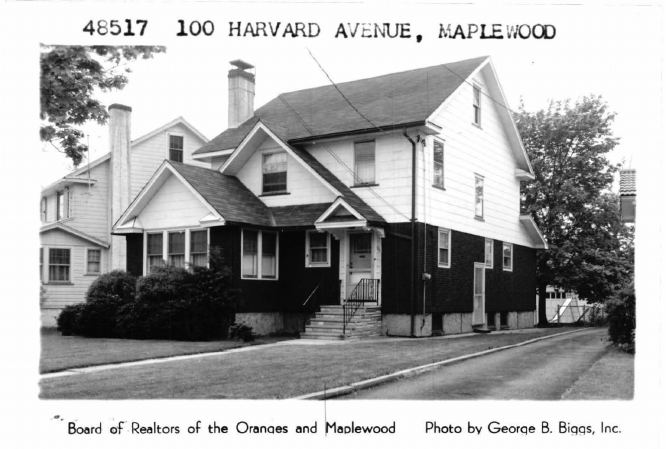 48517 100 HARVARD AVENUE, MAPLEWOOD
Board of Realtors of the Oranges and Maplewood Photo by George B. Biggs, Inc.